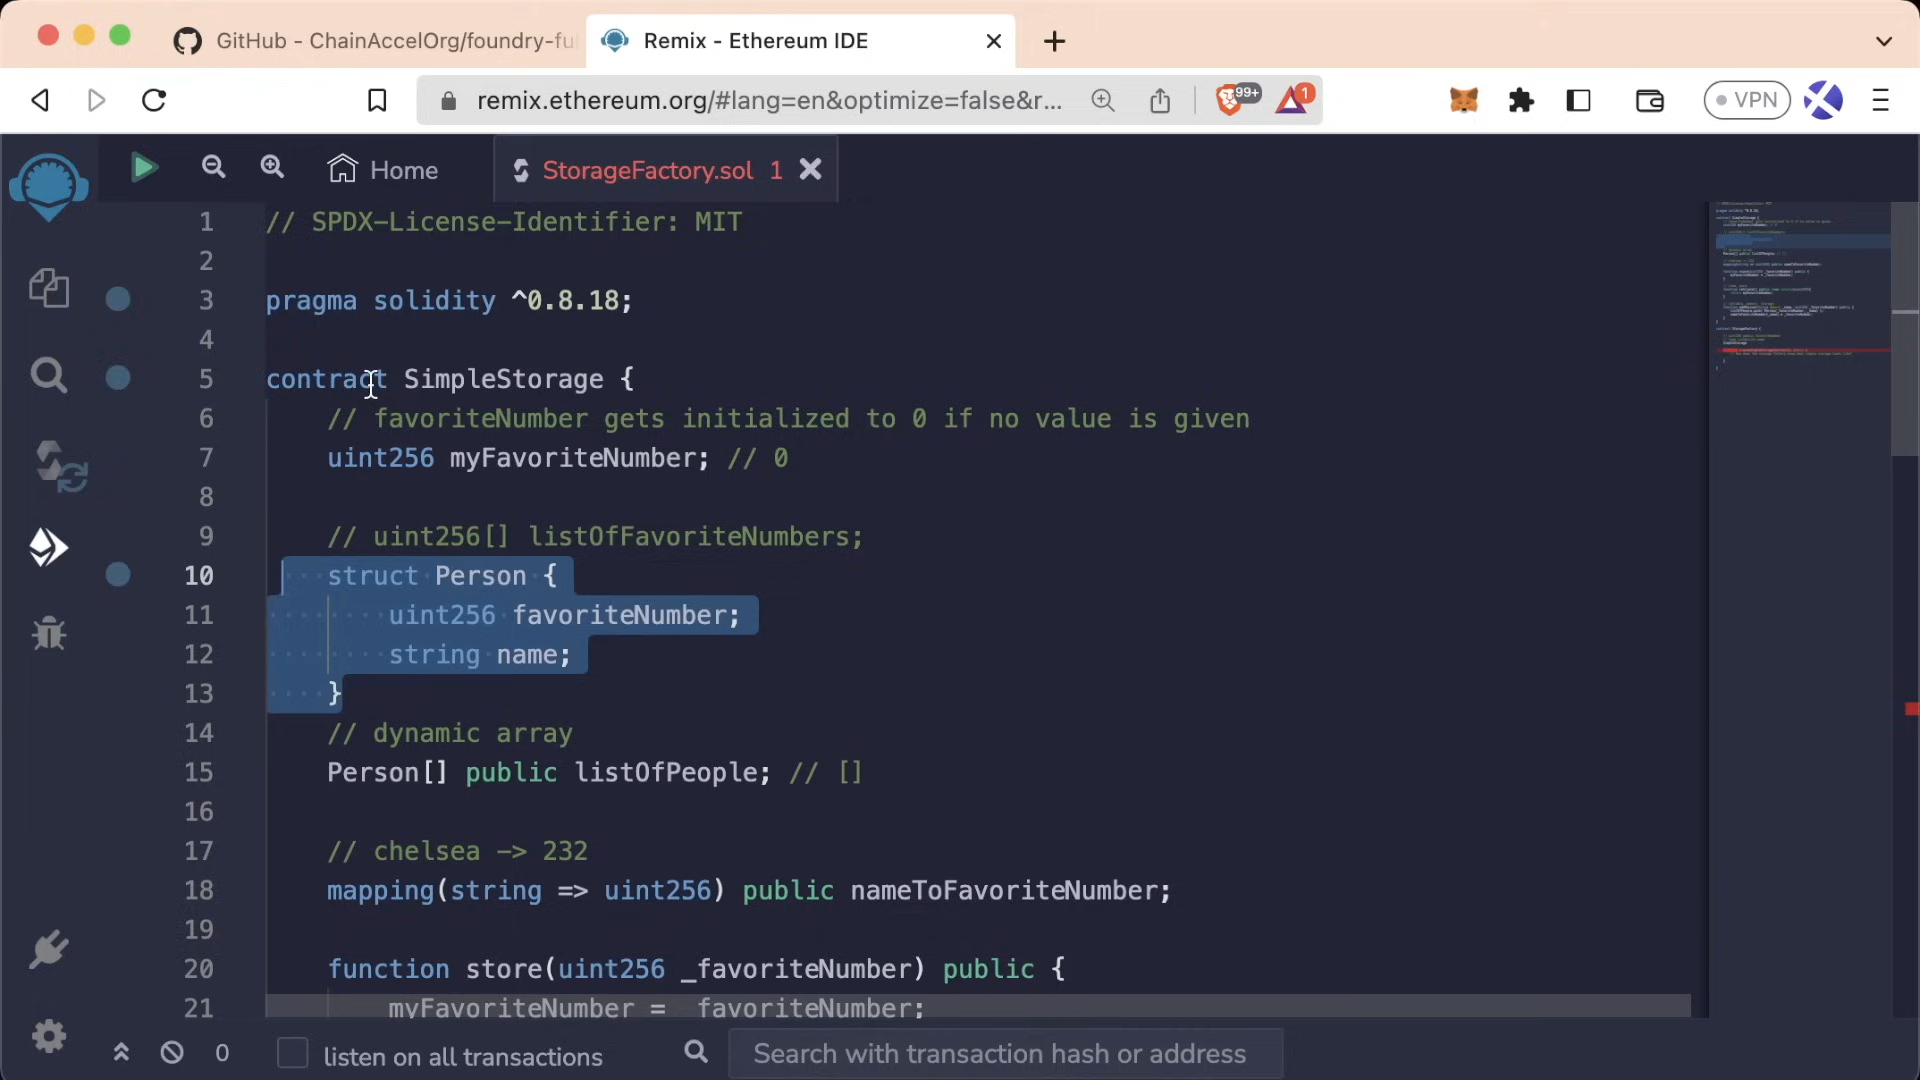 GitHub - ChainAccelOrg/foundry-fu
Remix - Ethereum IDE
remix.ethereum.org/#lang=en&optimize=false&r...
99+
1
VPN
Home
StorageFactory.sol 1
1 // SPDX-License-Identifier: MIT
2
3 pragma solidity ^0.8.18;
4
5 contract SimpleStorage {
6 // favoriteNumber gets initialized to 0 if no value is given
7 uint256 myFavoriteNumber; // 0
8
9 // uint256[] listOfFavoriteNumbers;
10 struct Person {
11 uint256 favoriteNumber;
12 string name;
13 }
14 // dynamic array
15 Person[] public listOfPeople; // []
16
17 // chelsea -> 232
18 mapping(string => uint256) public nameToFavoriteNumber;
19
20 function store(uint256 _favoriteNumber) public {
21 myFavoriteNumber = _favoriteNumber;
0
listen on all transactions
Search with transaction hash or address